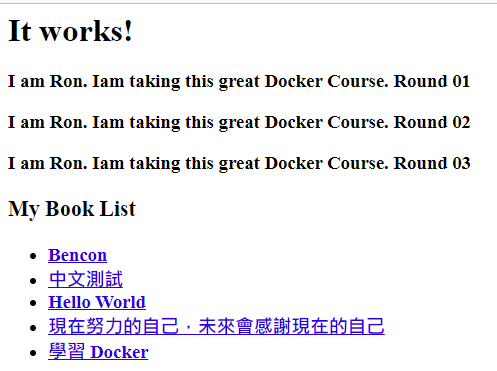 It works!
I am Ron. Iam taking this great Docker Course. Round 01
I am Ron. Iam taking this great Docker Course. Round 02
I am Ron. Iam taking this great Docker Course. Round 03
My Book List
Bencon
中文測試
Hello World
現在努力的自己，未來會感謝現在的自己
學習 Docker